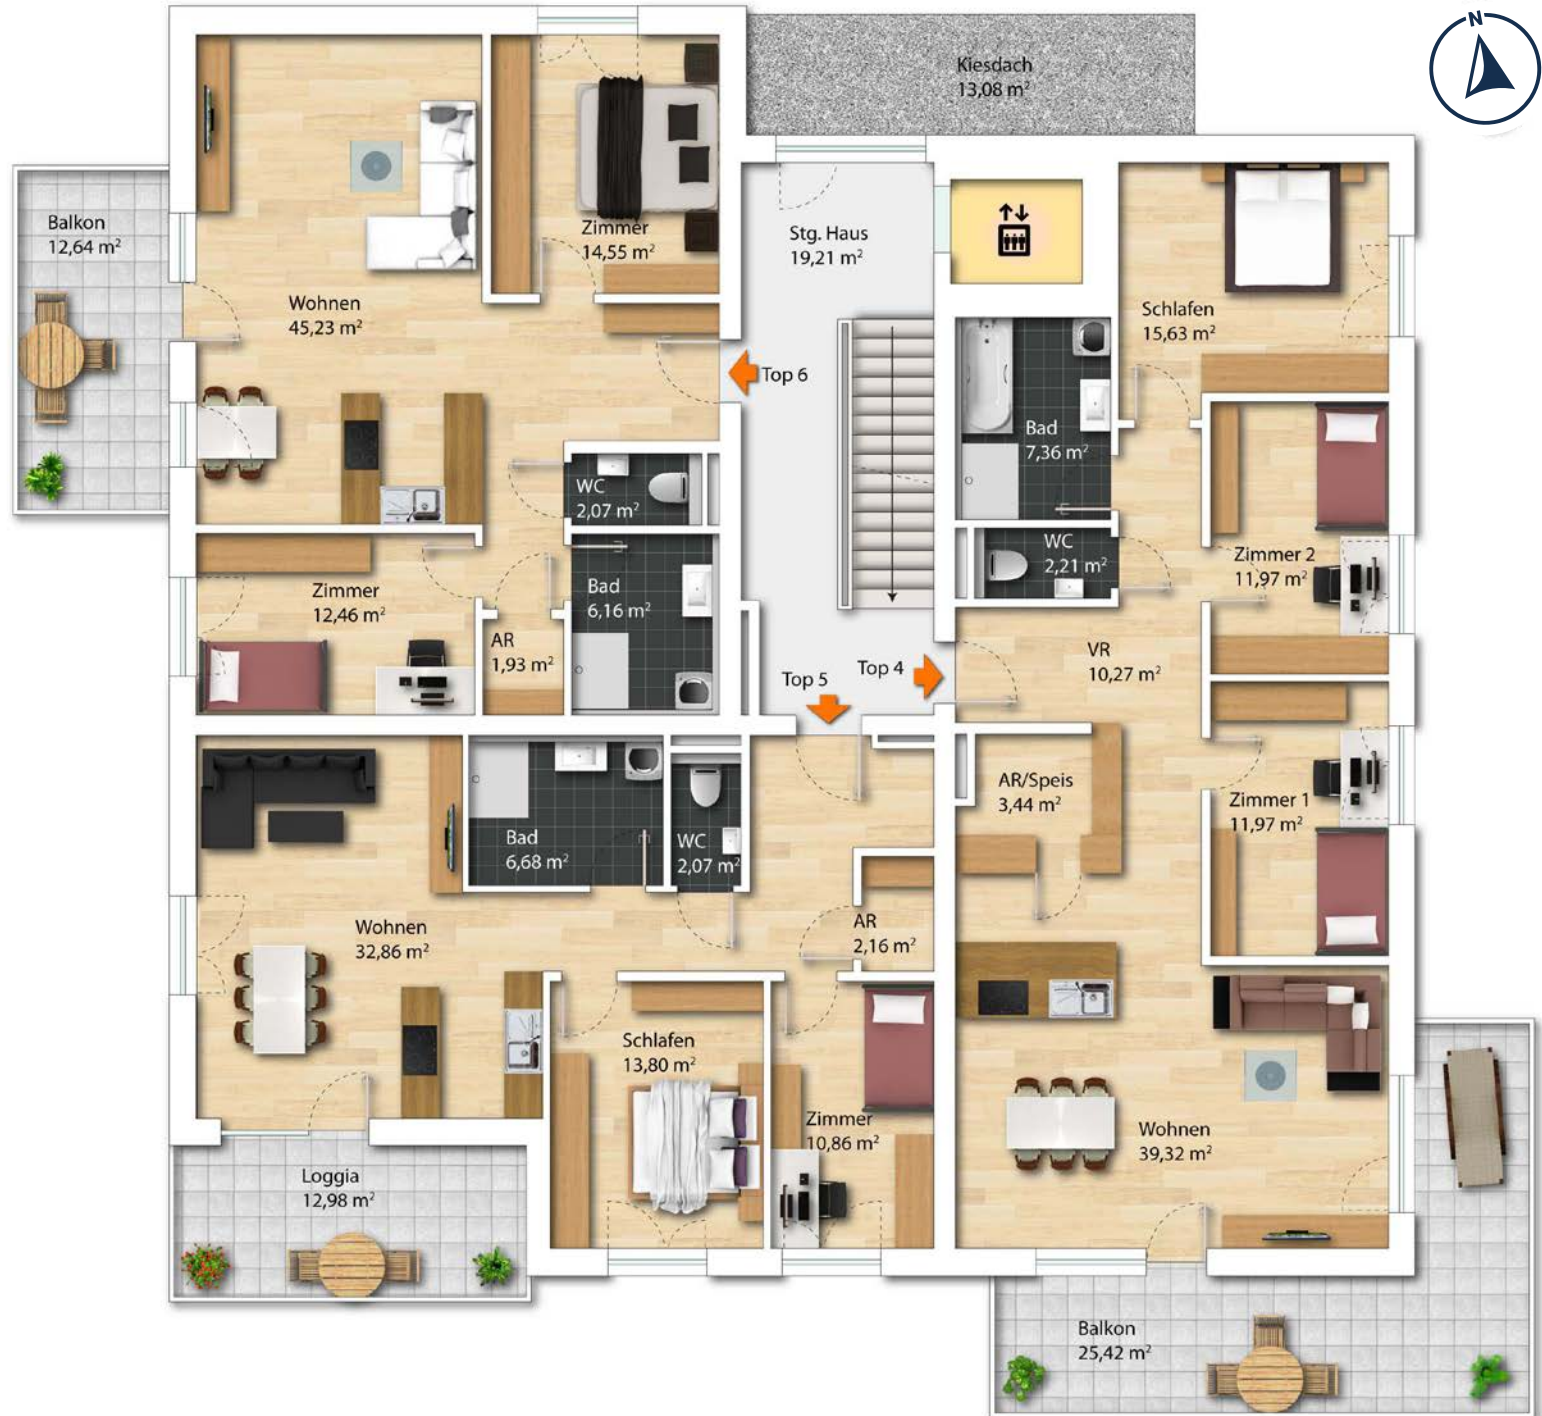 N
Kiesdach
13,08 m²
Balkon
12,64 m²
Zimmer
14,55 m²
Stg. Haus
19,21 m²
Wohnen
45,23 m²
Schlafen
15,63 m²
Top 6
Bad
7,36 m²
WC
2,07 m²
WC
2,21 m²
Zimmer 2
11,97 m²
Zimmer
12,46 m²
Bad
6,16 m²
AR
1,93 m²
VR
10,27 m²
Top 5
Top 4
AR/Speis
3,44 m²
Zimmer 1
11,97 m²
Bad
6,68 m²
WC
2,07 m²
Wohnen
32,86 m²
AR
2,16 m²
Schlafen
13,80 m²
Zimmer
10,86 m²
Wohnen
39,32 m²
Loggia
12,98 m²
Balkon
25,42 m²